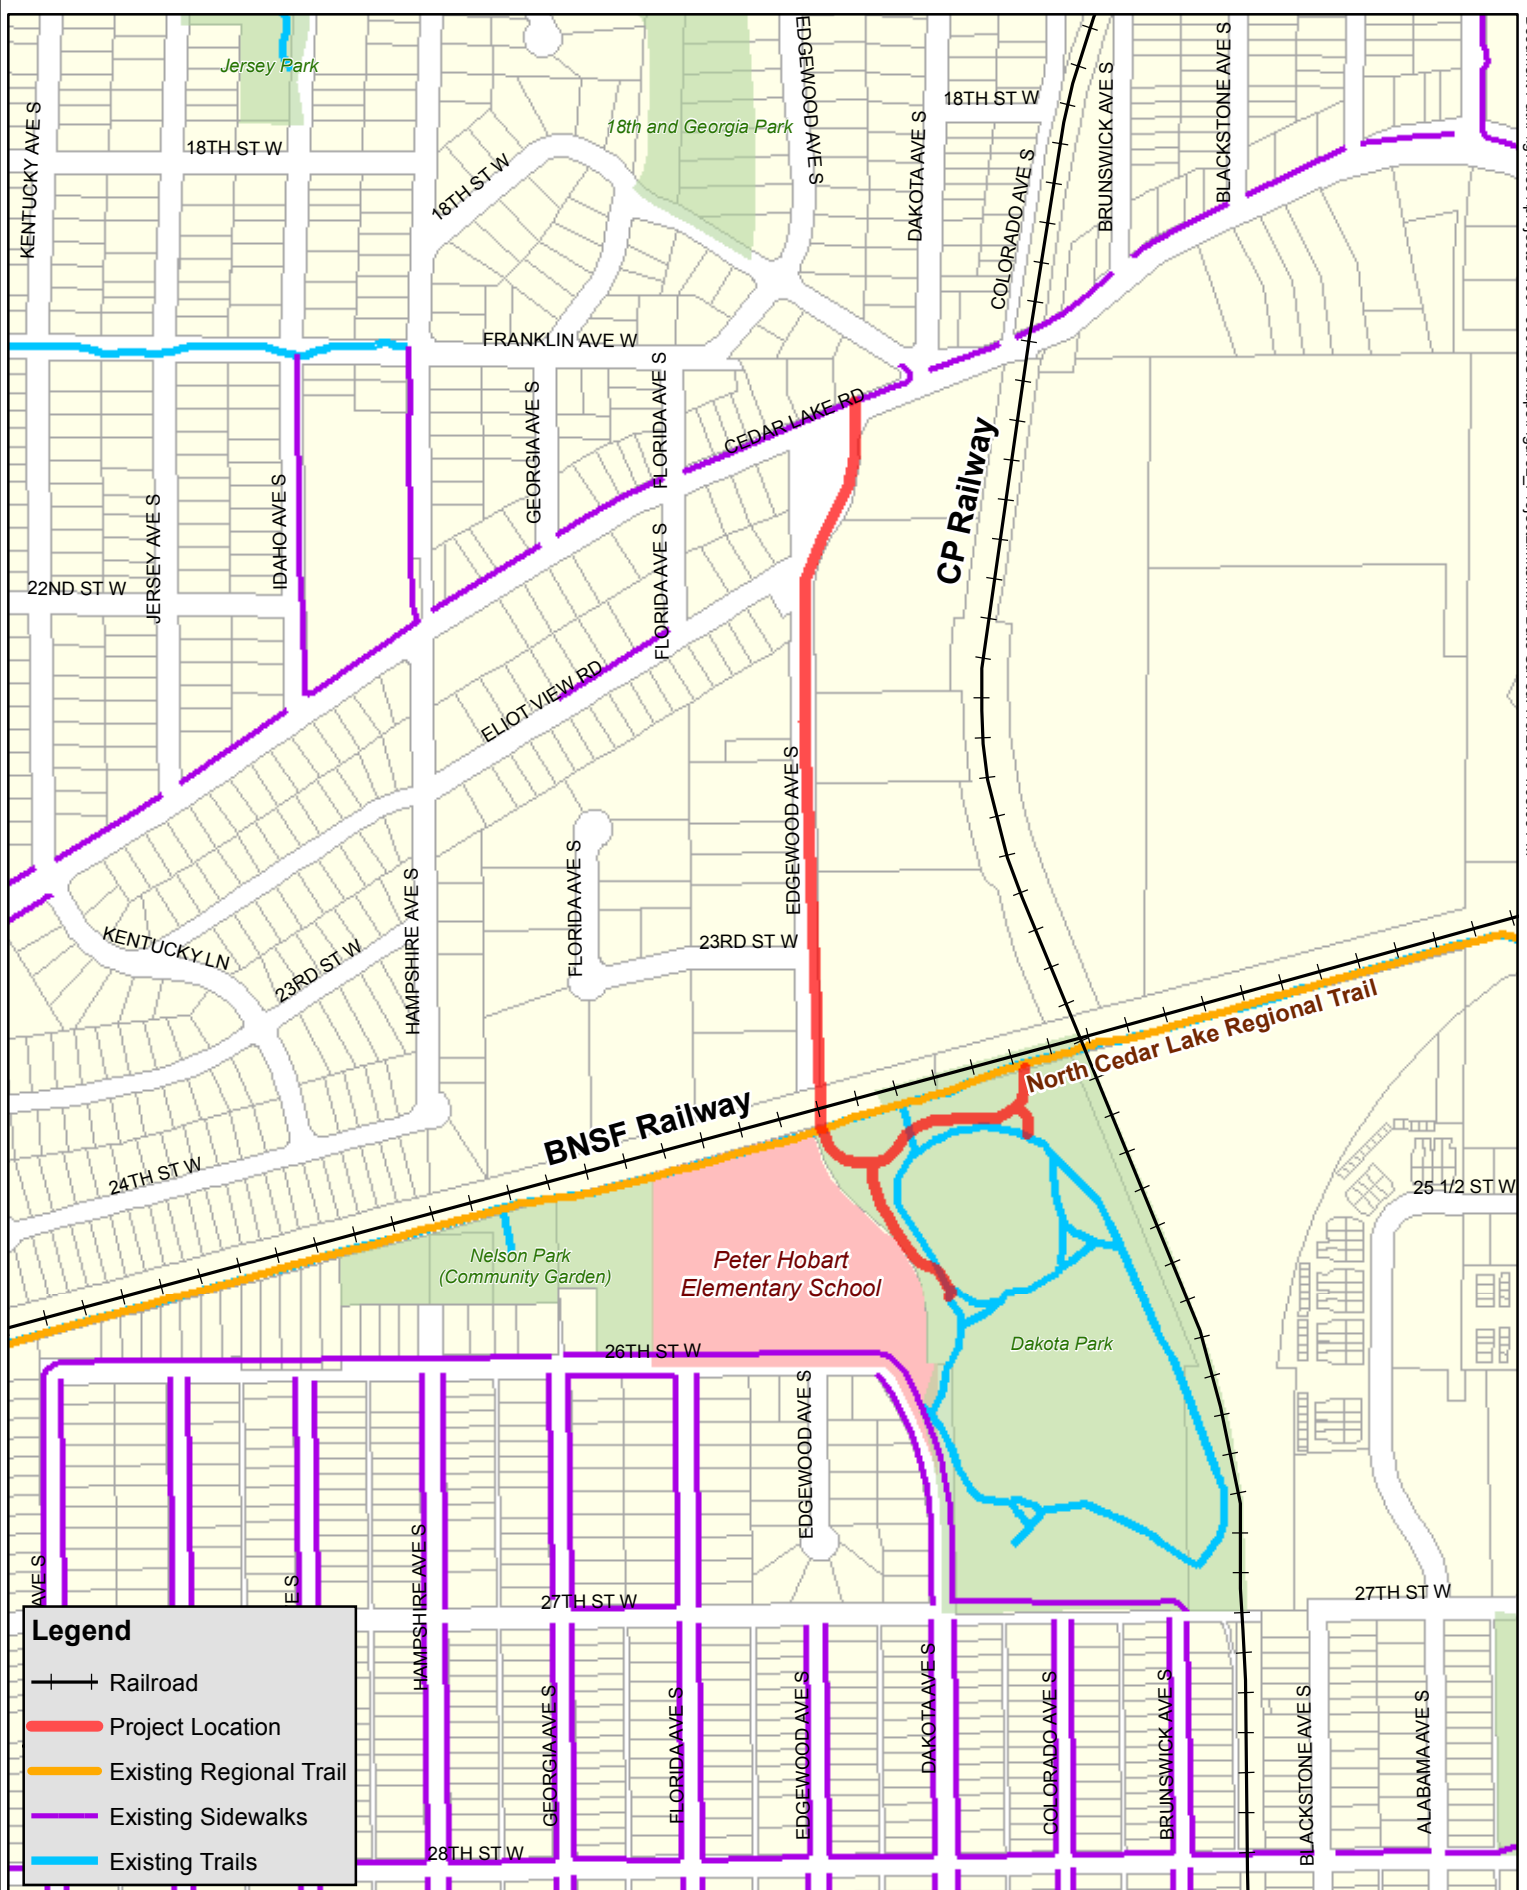 Jersey Park
18th and Georgia Park
EDGEWOOD AVE S
18TH ST W
BLACKSTONE AVE S
BRUNSWICK AVE S
DAKOTA AVE S
KENTUCKY AVE S
18TH ST W
18TH ST W
COLORADO AVE S
FRANKLIN AVE W
FLORIDA AVE S
GEORGIA AVE S
CEDAR LAKE RD
CP Railway
IDAHO AVE S
JERSEY AVE S
22ND ST W
FLORIDA AVE S
ELIOT VIEW RD
EDGEWOOD AVE S
FLORIDA AVE S
HAMPSHIRE AVE S
KENTUCKY LN
23RD ST W
23RD ST W
North Cedar Lake Regional Trail
BNSF Railway
24TH ST W
25 1/2 ST W
Nelson Park
(Community Garden)
Peter Hobart
Elementary School
Dakota Park
26TH ST W
EDGEWOOD AVE S
HAMPSHIRE AVE S
AVE S
E S
27TH ST W
27TH ST W
GEORGIA AVE S
FLORIDA AVE S
EDGEWOOD AVE S
DAKOTA AVE S
COLORADO AVE S
BRUNSWICK AVE S
BLACKSTONE AVE S
ALABAMA AVE S
28TH ST W
Legend
Railroad
Project Location
Existing Regional Trail
Existing Sidewalks
Existing Trails